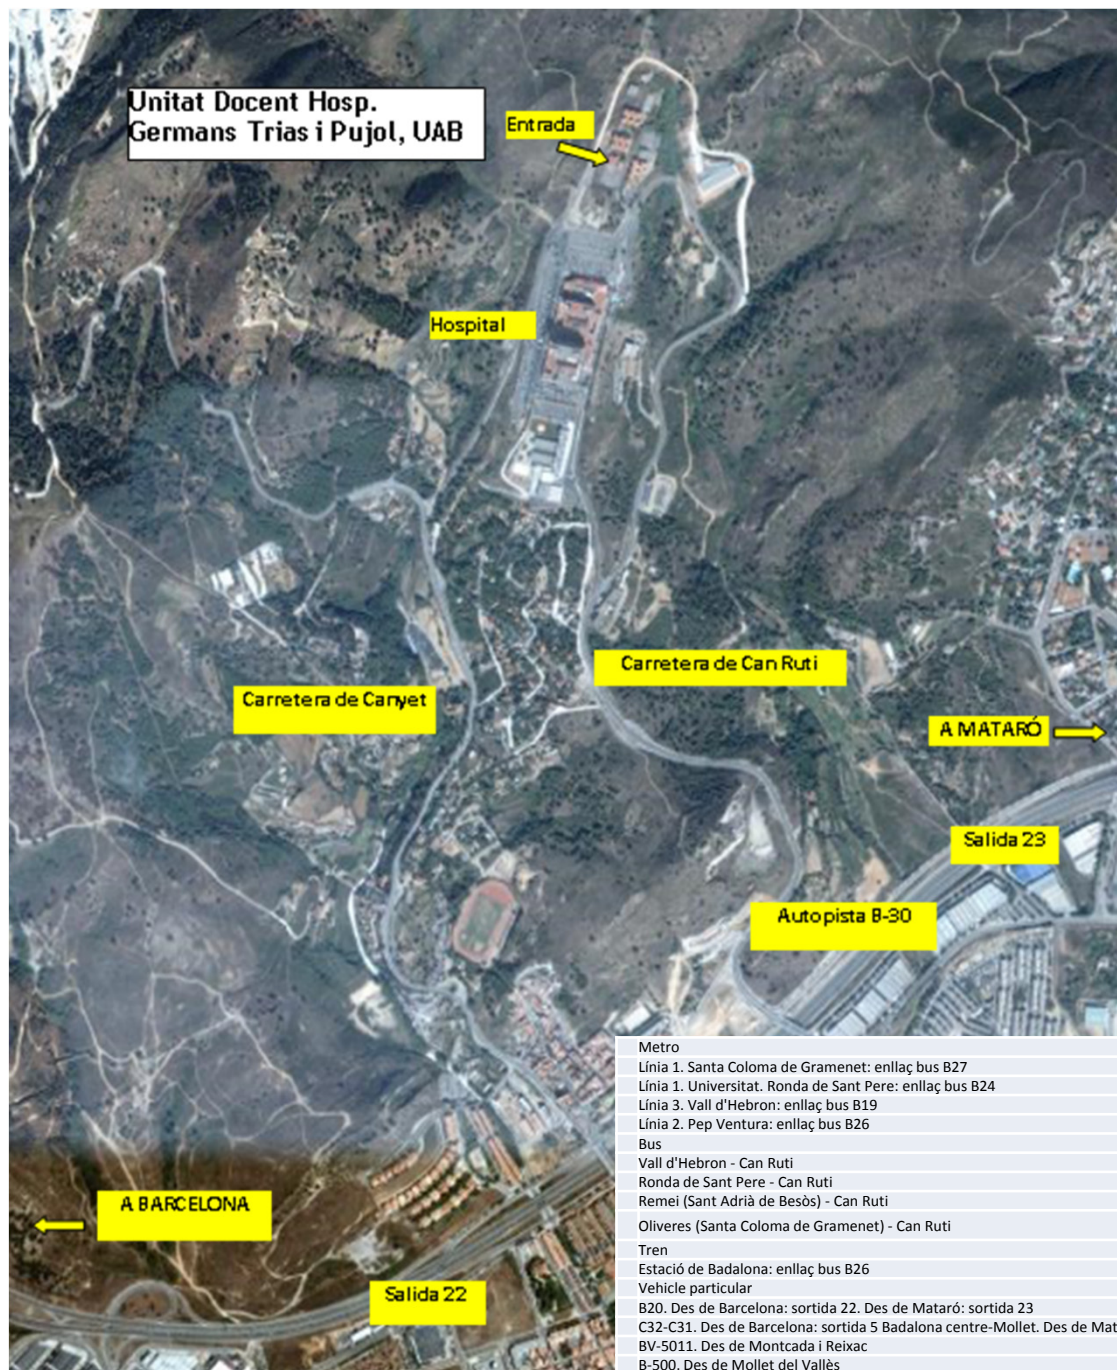 Unitat Docent Hosp.
Germans Trias i Pujol, UAB
Entrada
Hospital
Carretera de Can Ruti
Carretera de Canyet
A MATARÓ
Salida 23
Autopista B-30
A BARCELONA
Salida 22
Metro
Línia 1. Santa Coloma de Gramenet: enllaç bus B27
Línia 1. Universitat. Ronda de Sant Pere: enllaç bus B24
Línia 3. Vall d'Hebron: enllaç bus B19
Línia 2. Pep Ventura: enllaç bus B26
Bus
Vall d'Hebron - Can Ruti
Ronda de Sant Pere - Can Ruti
Remei (Sant Adrià de Besòs) - Can Ruti
Oliveres (Santa Coloma de Gramenet) - Can Ruti
Tren
Estació de Badalona: enllaç bus B26
Vehicle particular
B20. Des de Barcelona: sortida 22. Des de Mataró: sortida 23
C32-C31. Des de Barcelona: sortida 5 Badalona centre-Mollet. Des de Mat
BV-5011. Des de Montcada i Reixac
B-500. Des de Mollet del Vallès